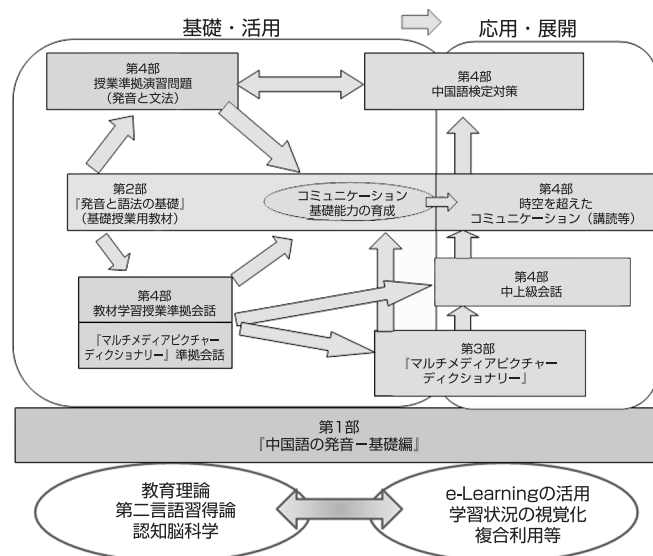 基礎・活用
応用・展開
第4部
授業準拠演習問題
（発音と文法）
第4部
中国語検定対策
第2部
『発音と語法の基礎』
（基礎授業用教材）
コミュニケーション
基礎能力の育成
第4部
時空を超えた
コミュニケーション（講読等）
第4部
教材学習授業準拠会話
『マルチメディアピクチャー
ディクショナリー』準拠会話
第4部
中上級会話
第3部
『マルチメディアピクチャー
ディクショナリー』
第1部
『中国語の発音－基礎編』
教育理論
第二言語習得論
認知脳科学
e-Learningの活用
学習状況の視覚化
複合利用等